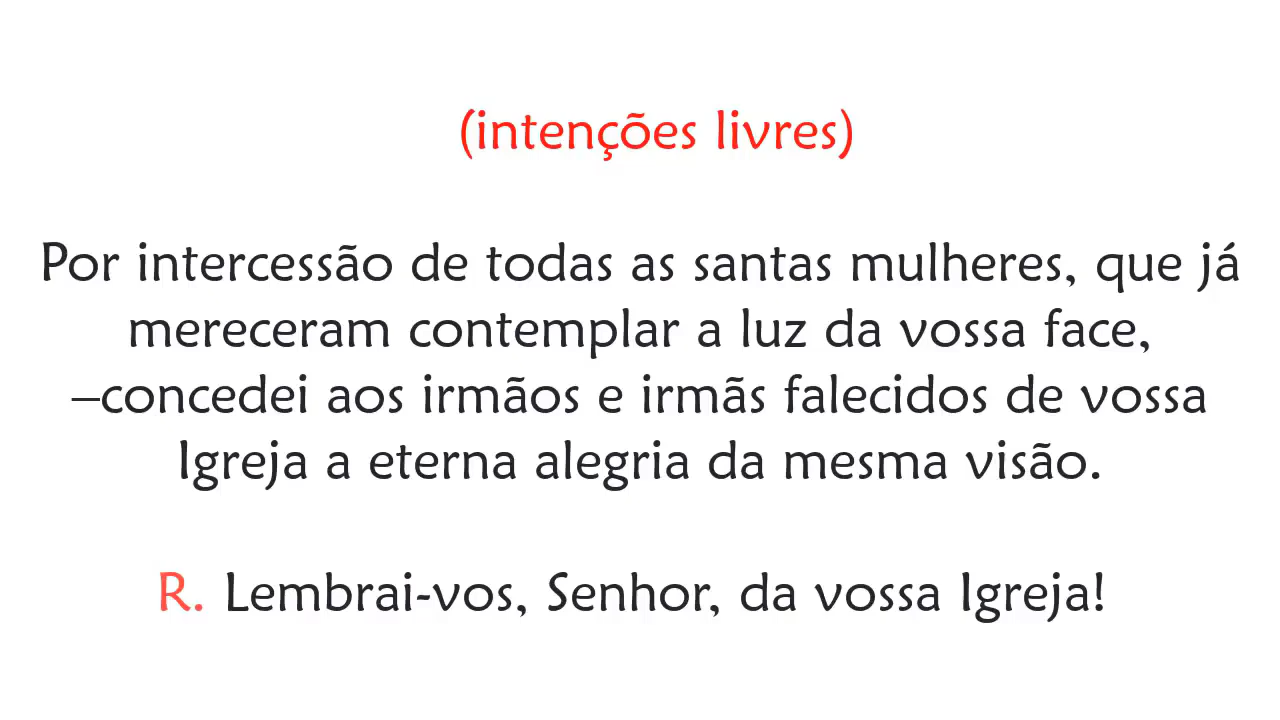 (intenções livres)
Por intercessão de todas as santas mulheres, que já
mereceram contemplar a luz da vossa face,
–concedei aos irmãos e irmãs falecidos de vossa
Igreja a eterna alegria da mesma visão.
R. Lembrai-vos, Senhor, da vossa Igreja!